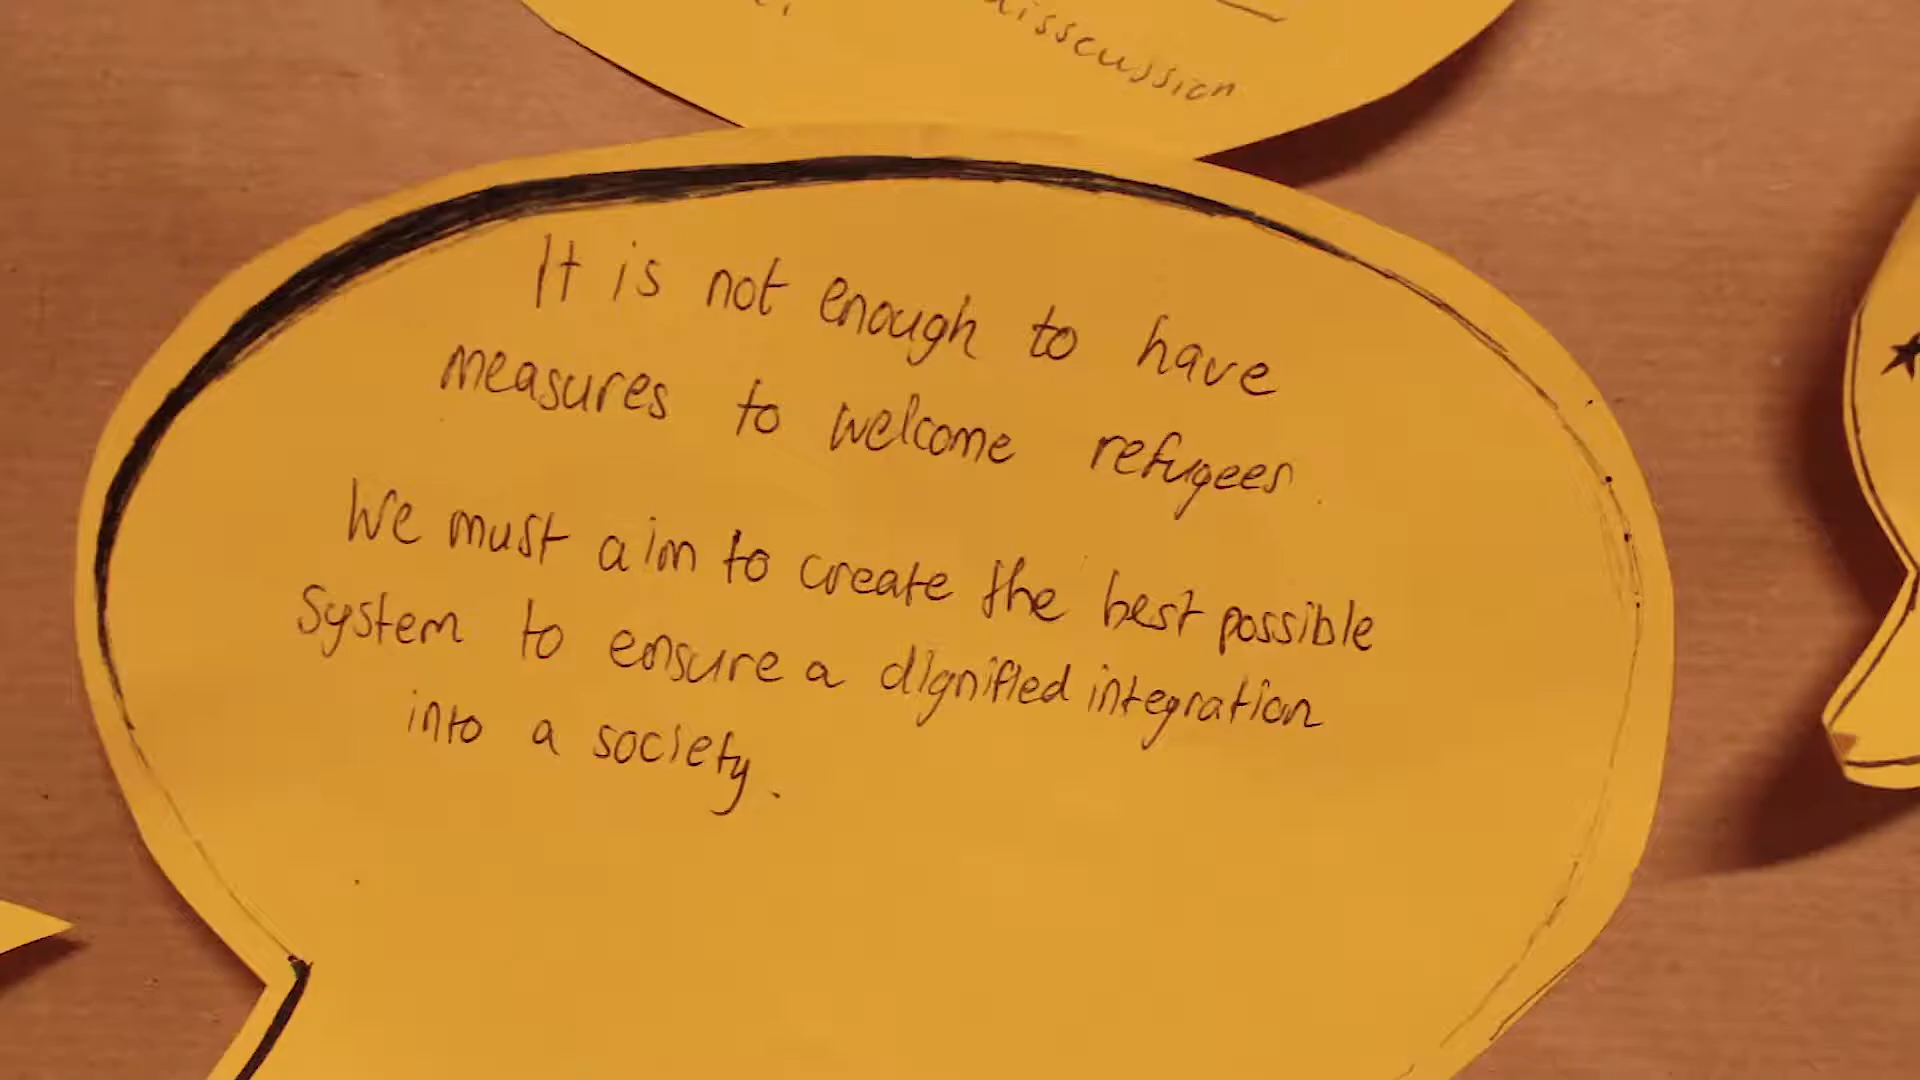 disscussion
It is not enough to have
measures to welcome refugees.
We must aim to create the best possible
system to ensure a dignified integration
into a society.